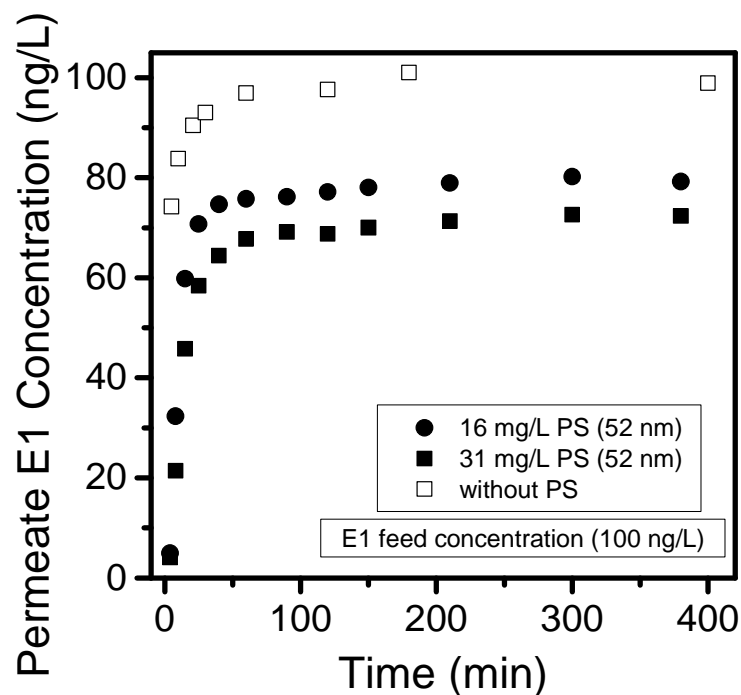 Permeate E1 Concentration (ng/L)
100
80
60
40
20
0
16 mg/L PS (52 nm)
31 mg/L PS (52 nm)
without PS
E1 feed concentration (100 ng/L)
0 100 200 300 400
Time (min)